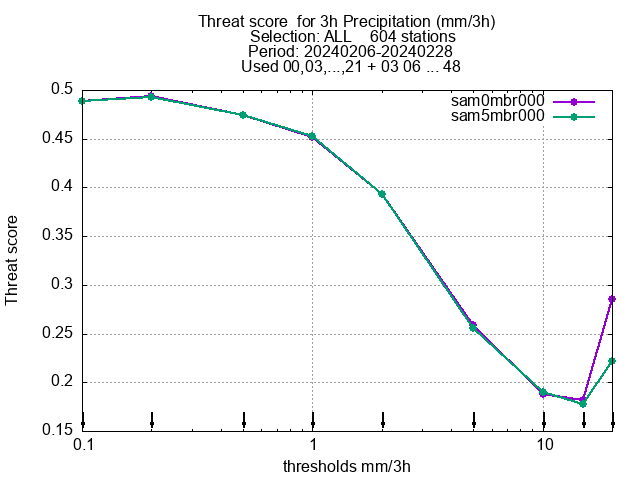 Threat score  for 3h Precipitation (mm/3h)
Selection: ALL    604 stations
Period: 20240206-20240228
Used 00,03,...,21 + 03 06 ... 48
sam0mbr000
sam5mbr000
0.5
0.45
0.4
0.35
0.3
0.25
0.2
0.15
Threat score
0.1 1 10
thresholds mm/3h